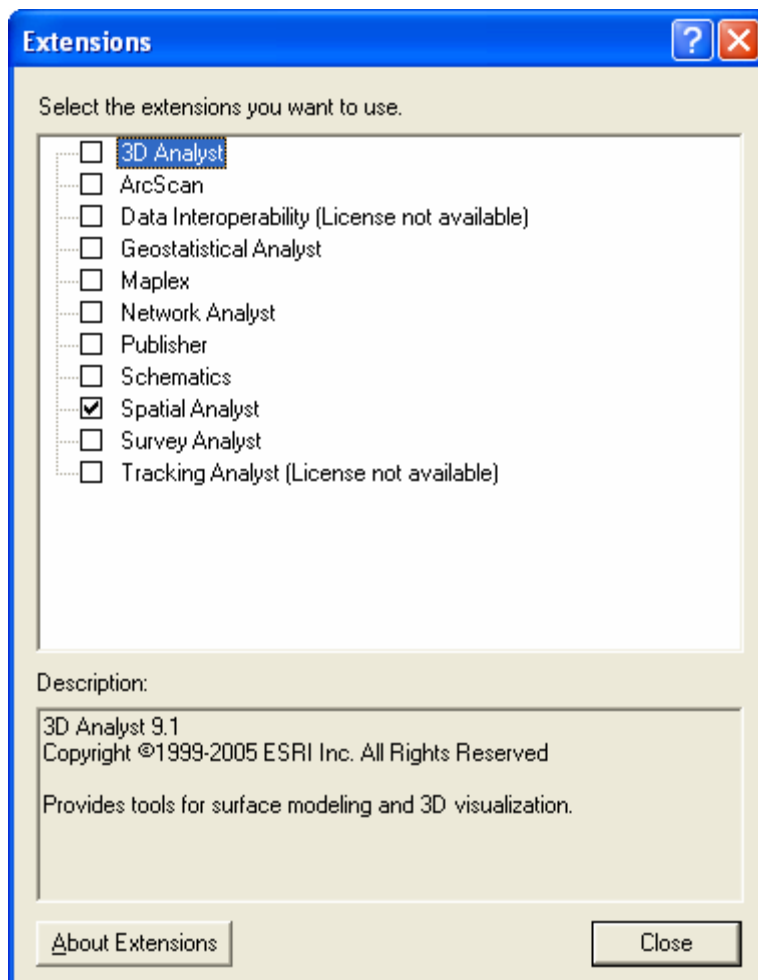 Extensions
Select the extensions you want to use.
3D Analyst
ArcScan
Data Interoperability (License not available)
Geostatistical Analyst
Maplex
Network Analyst
Publisher
Schematics
Spatial Analyst
Survey Analyst
Tracking Analyst (License not available)
Description:
3D Analyst 9.1
Copyright ©1999-2005 ESRI Inc. All Rights Reserved
Provides tools for surface modeling and 3D visualization.
About Extensions
Close